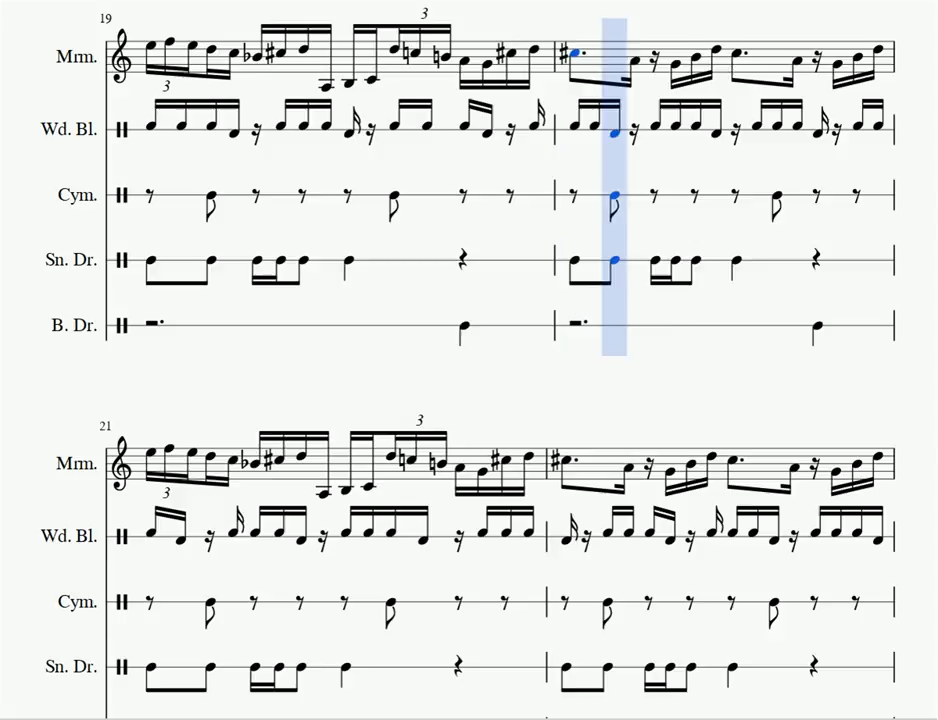 19
3
Mrm.
3
Wd. Bl.
Cym.
Sn. Dr.
B. Dr.
21
3
Mrm.
3
Wd. Bl.
Cym.
Sn. Dr.